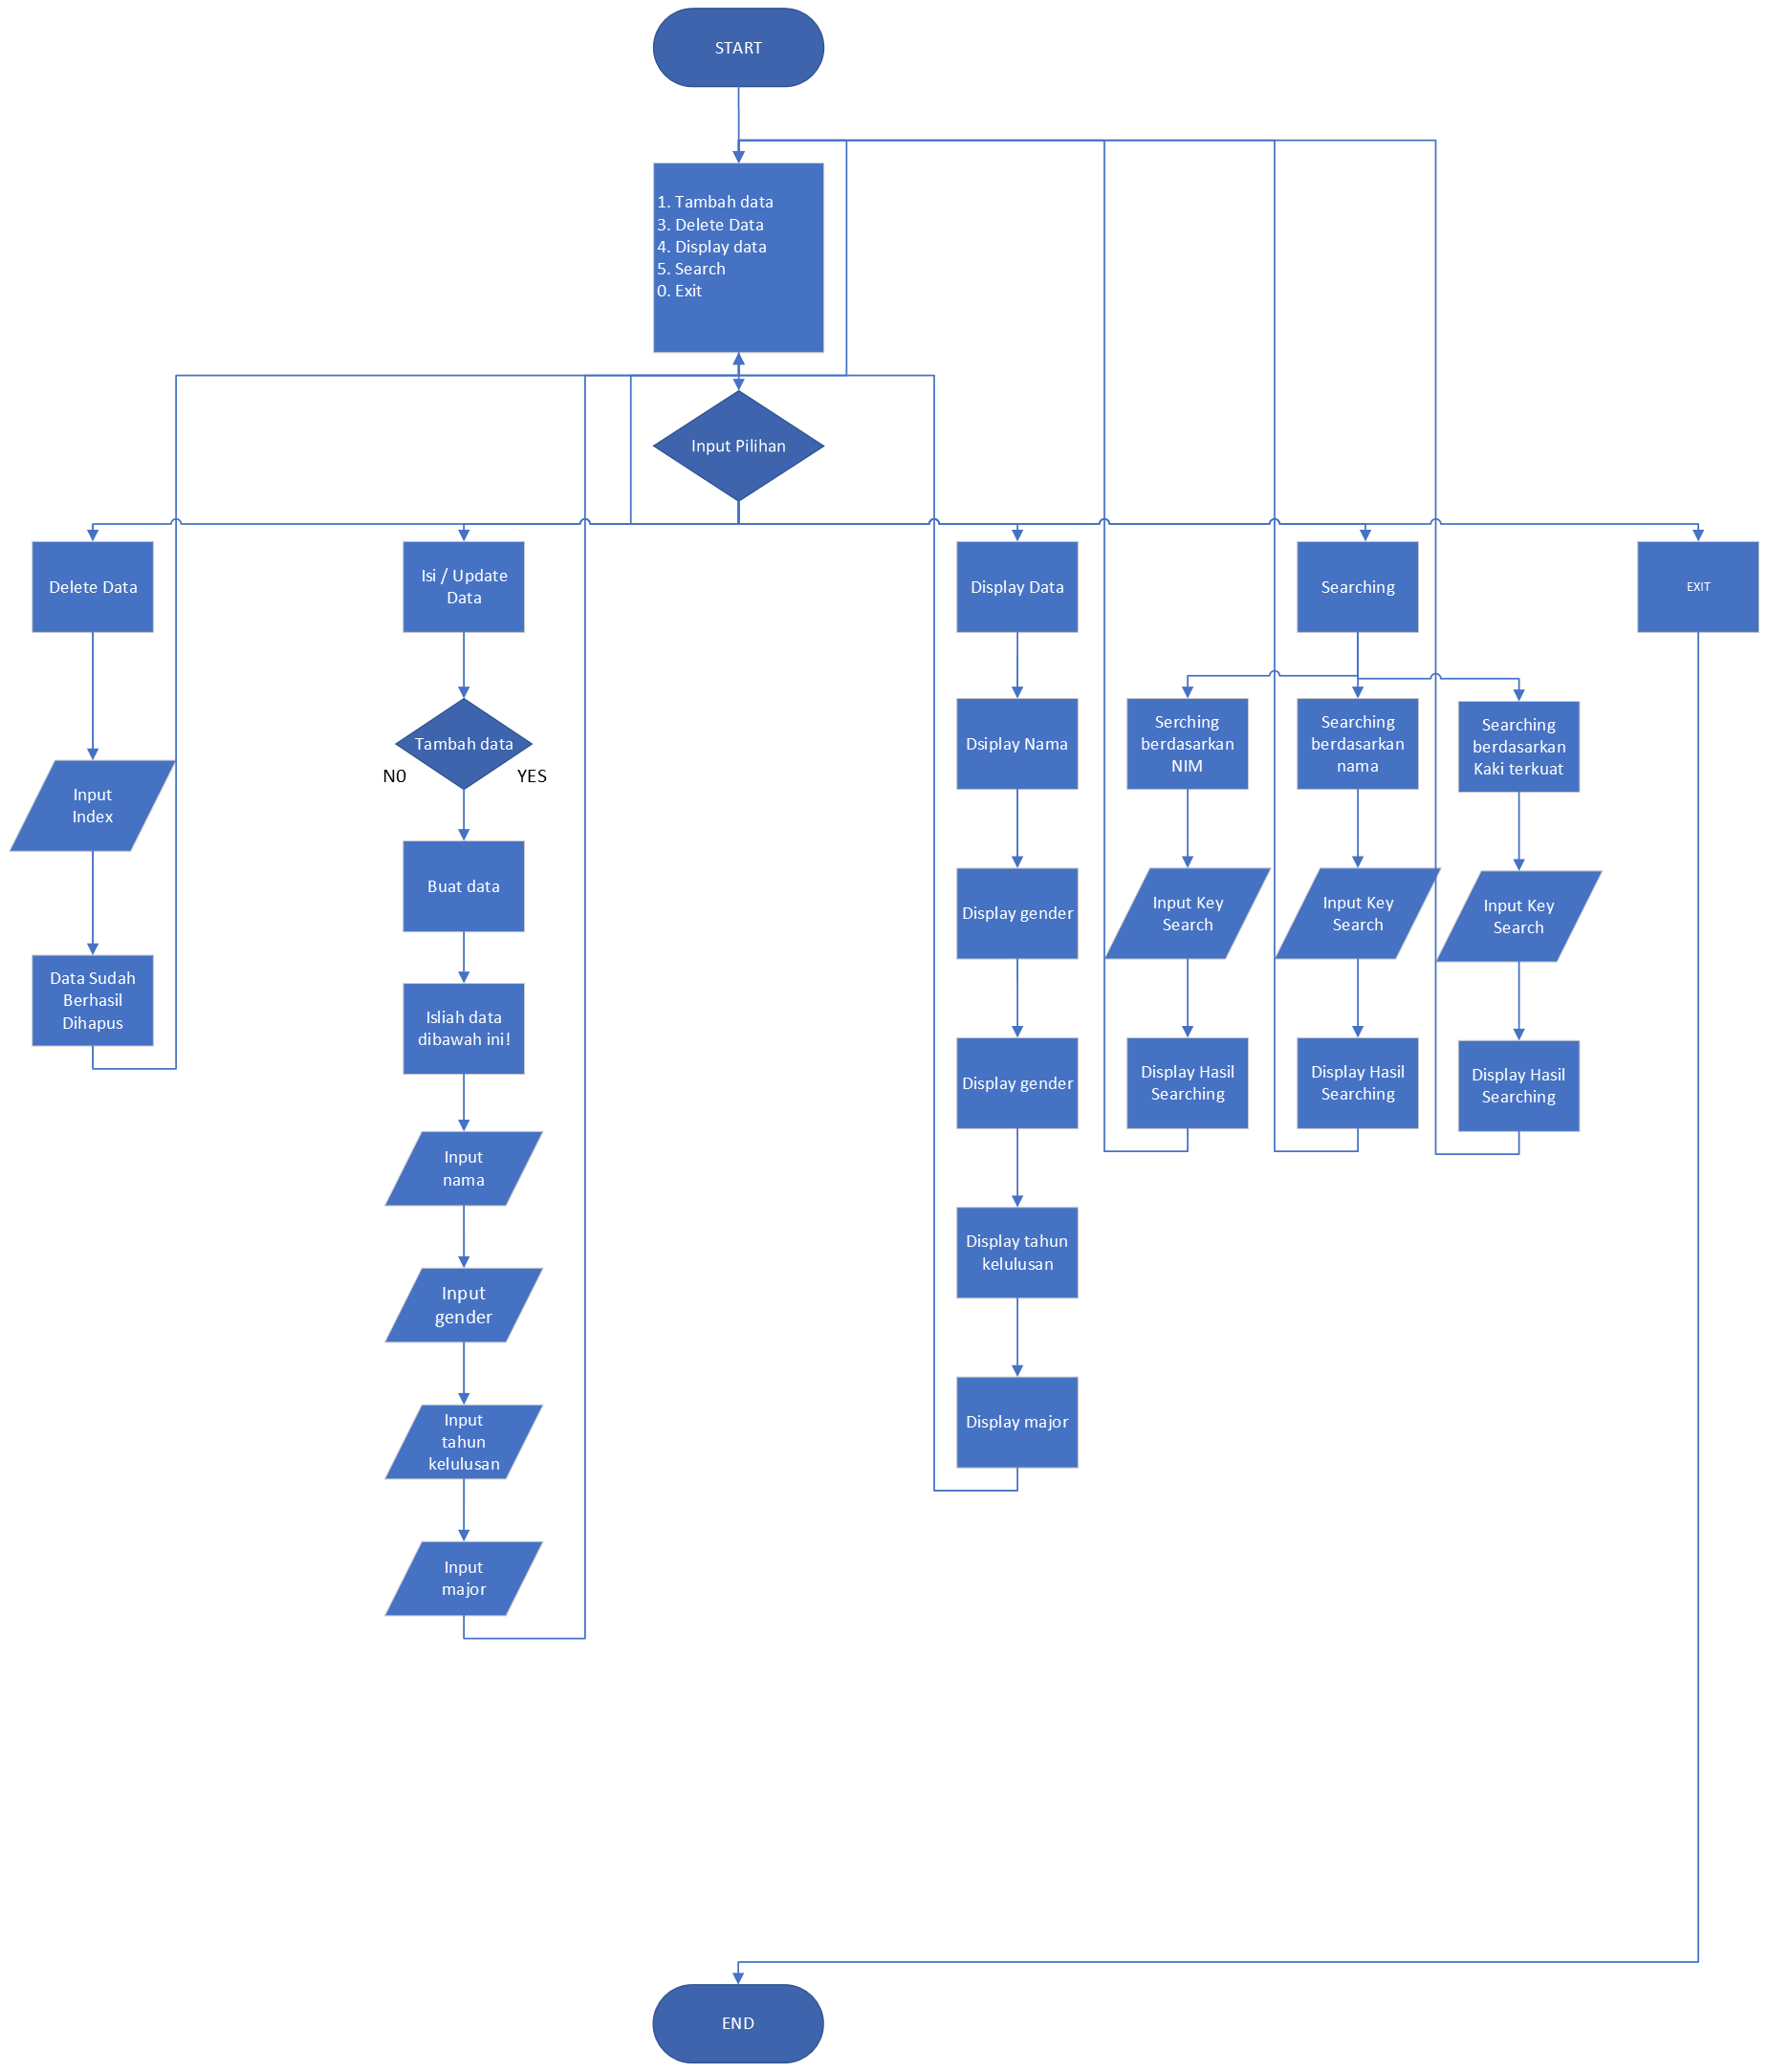 START
1. Tambah data
3. Delete Data
4. Display data
5. Search
0. Exit
Input Pilihan
Delete Data
Isi / Update
Data
Display Data
Searching
EXIT
Tambah data
N0
YES
Dsiplay Nama
Serching
berdasarkan
NIM
Searching
berdasarkan
nama
Searching
berdasarkan
Kaki terkuat
Input
Index
Buat data
Display gender
Input Key
Search
Input Key
Search
Input Key
Search
Data Sudah
Berhasil
Dihapus
Isliah data
dibawah ini!
Display gender
Display Hasil
Searching
Display Hasil
Searching
Display Hasil
Searching
Input
nama
Display tahun
kelulusan
Input
gender
Input
tahun
kelulusan
Display major
Input
major
END